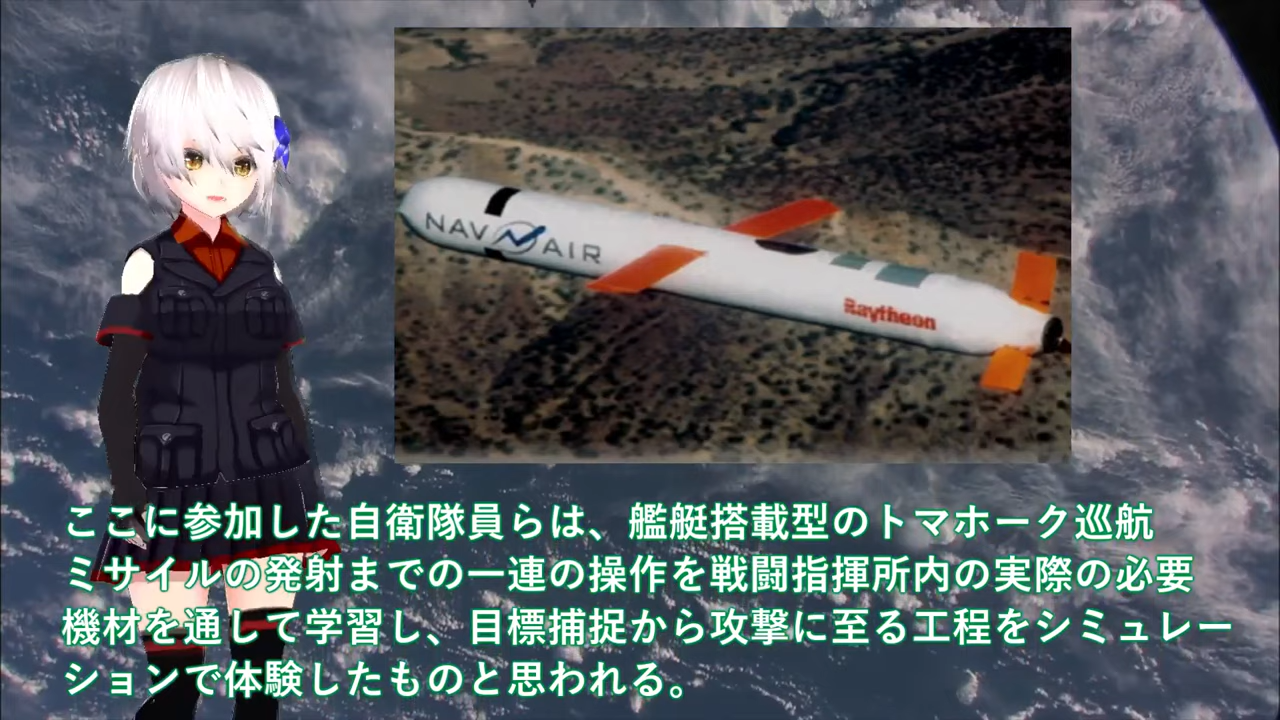 NAV AIR
Raytheon
ここに参加した自衛隊員らは、艦艇搭載型のトマホーク巡航
ミサイルの発射までの一連の操作を戦闘指揮所内の実際の必要
機材を通して学習し、目標捕捉から攻撃に至る工程をシミュレー
ションで体験したものと思われる。